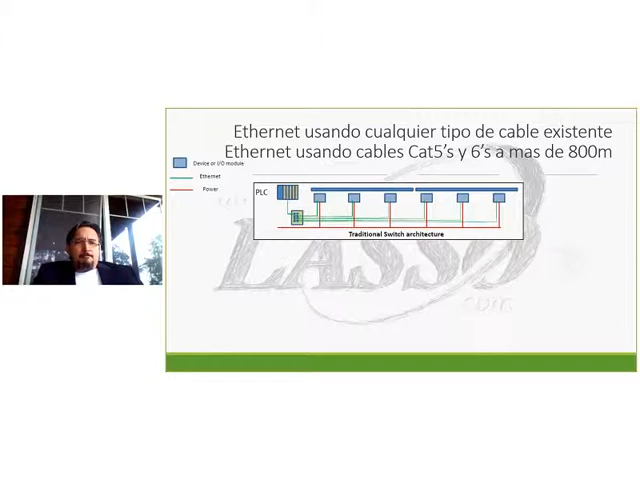 Ethernet usando cualquier tipo de cable existente
Ethernet usando cables Cat5's y 6's a mas de 800m
Device or I/O module
Ethernet
Power
PLC
Traditional Switch architecture
LASSO